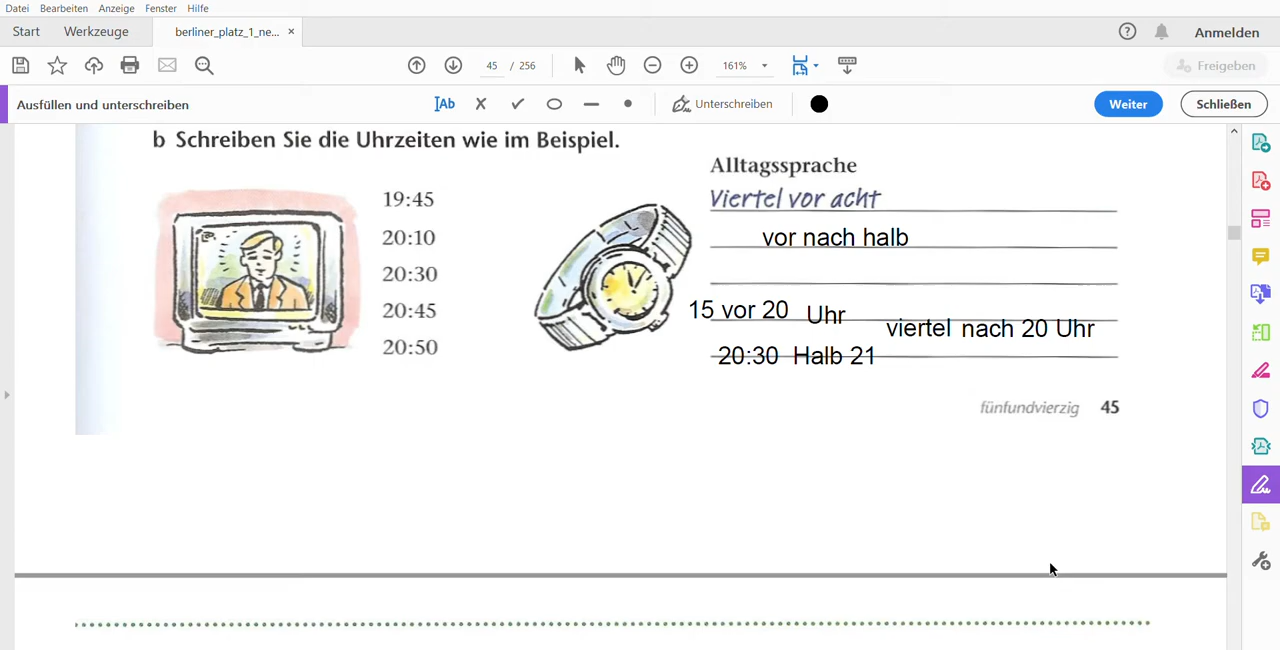 Datei Bearbeiten Anzeige Fenster Hilfe
Start Werkzeuge berliner_platz_1_ne... × Anmelden
45 / 256 161% Freigeben
Ausfüllen und unterschreiben IAb Unterschreiben Weiter Schließen
b Schreiben Sie die Uhrzeiten wie im Beispiel.
Alltagssprache
19:45 Viertel vor acht
20:10 vor nach halb
20:30
20:45 15 vor 20 Uhr viertel nach 20 Uhr
20:50 20:30 Halb 21
fünfundvierzig 45